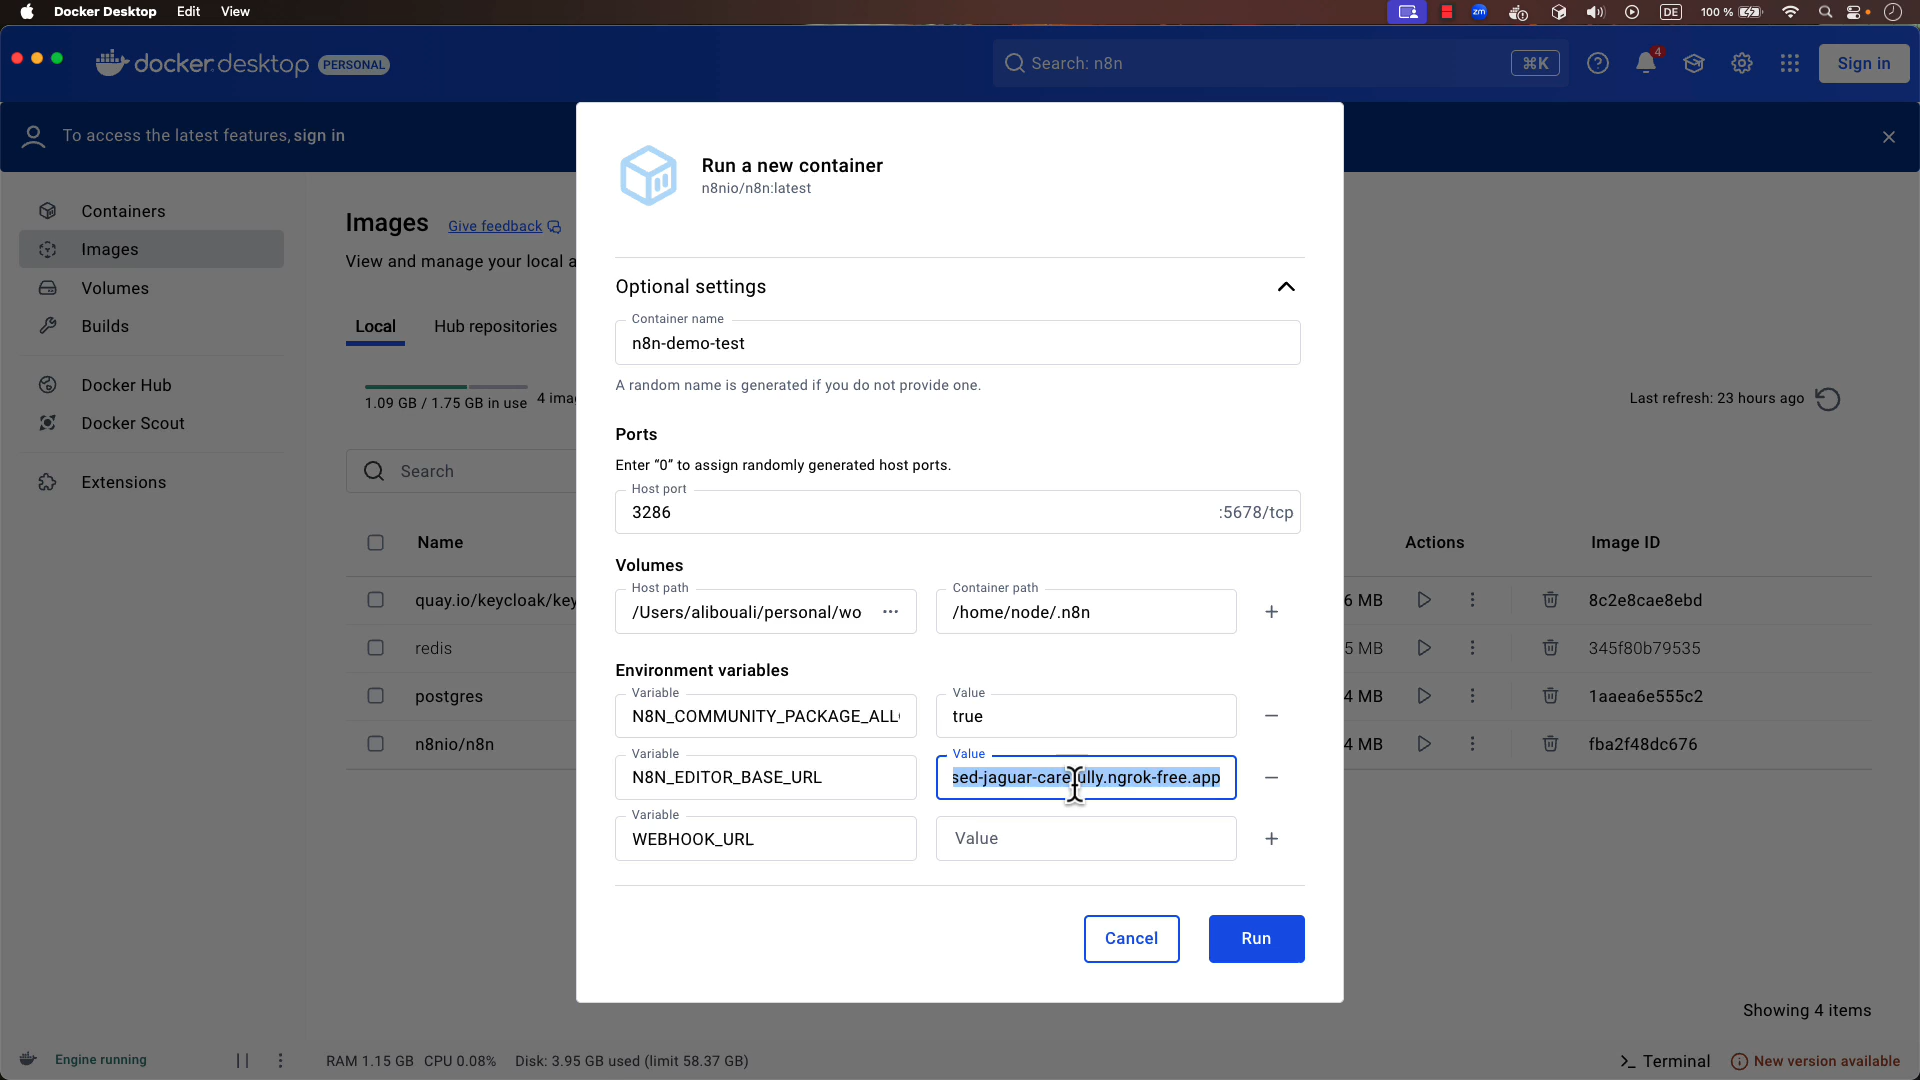 Docker Desktop Edit View
zm DE 100 %
docker.desktop PERSONAL
Search: n8n ⌘K 4 Sign in
To access the latest features, sign in
Containers
Images
Volumes
Builds
Docker Hub
Docker Scout
Extensions
Images Give feedback
View and manage your local a
Local Hub repositories
1.09 GB / 1.75 GB in use 4 ima
Last refresh: 23 hours ago
Search
Name Actions Image ID
quay.io/keycloak/key 6 MB 8c2e8cae8ebd
redis 5 MB 345f80b79535
postgres 4 MB 1aaea6e555c2
n8nio/n8n 4 MB fba2f48dc676
Showing 4 items
Run a new container
n8nio/n8n:latest
Optional settings
Container name
n8n-demo-test
A random name is generated if you do not provide one.
Ports
Enter “0” to assign randomly generated host ports.
Host port
3286 :5678/tcp
Volumes
Host path Container path
/Users/alibouali/personal/wo ··· /home/node/.n8n +
Environment variables
Variable Value
N8N_COMMUNITY_PACKAGE_ALL true −
Variable Value
N8N_EDITOR_BASE_URL sed-jaguar-carefully.ngrok-free.app −
Variable
WEBHOOK_URL Value +
Cancel Run
Engine running RAM 1.15 GB CPU 0.08% Disk: 3.95 GB used (limit 58.37 GB) >_ Terminal New version available